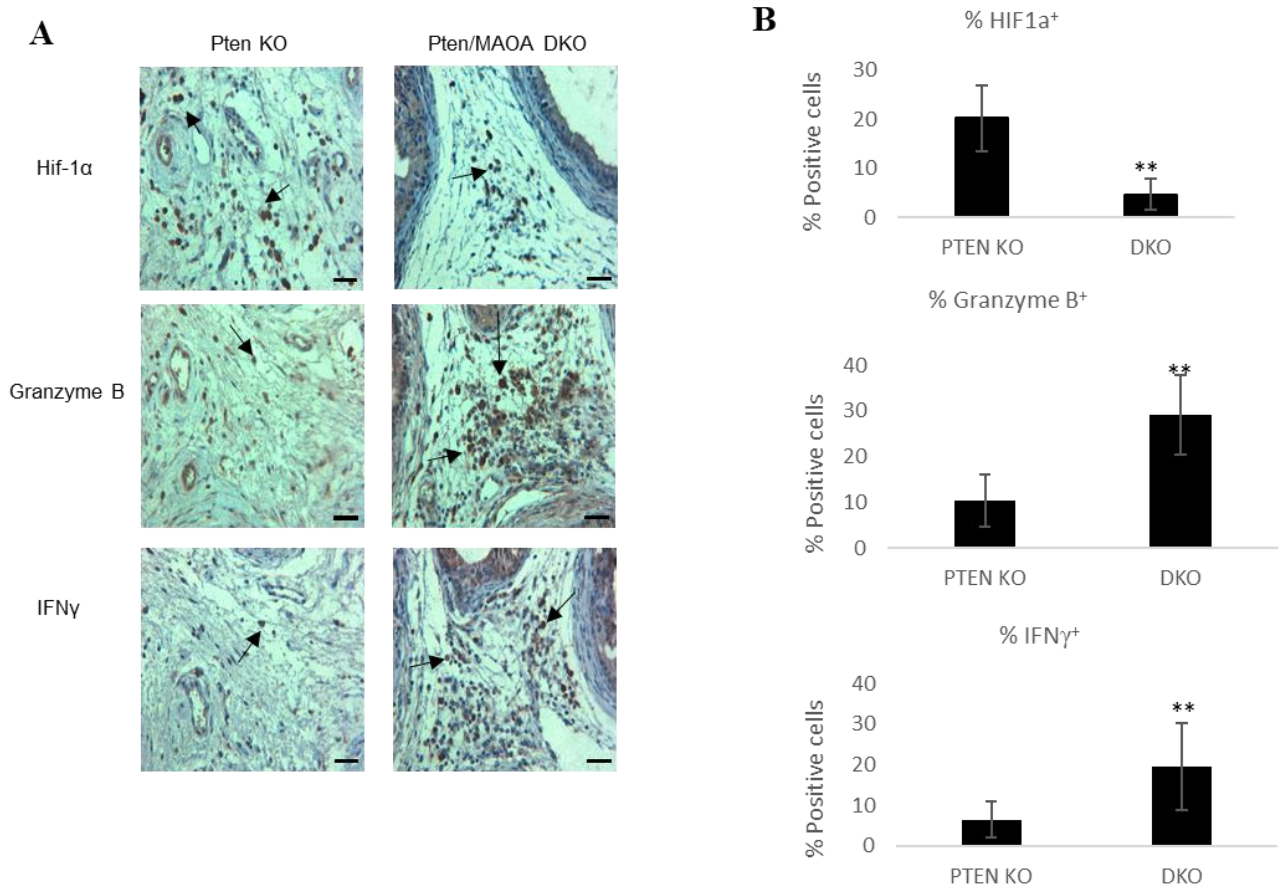 A
Pten KO
Pten/MAOA DKO
Hif-1α
Granzyme B
IFNγ
B
% HIF1a⁺
% Positive cells
30
20
10
0
**
PTEN KO
DKO
% Granzyme B⁺
% Positive cells
40
30
20
10
0
**
PTEN KO
DKO
% IFNγ⁺
% Positive cells
40
30
20
10
0
**
PTEN KO
DKO